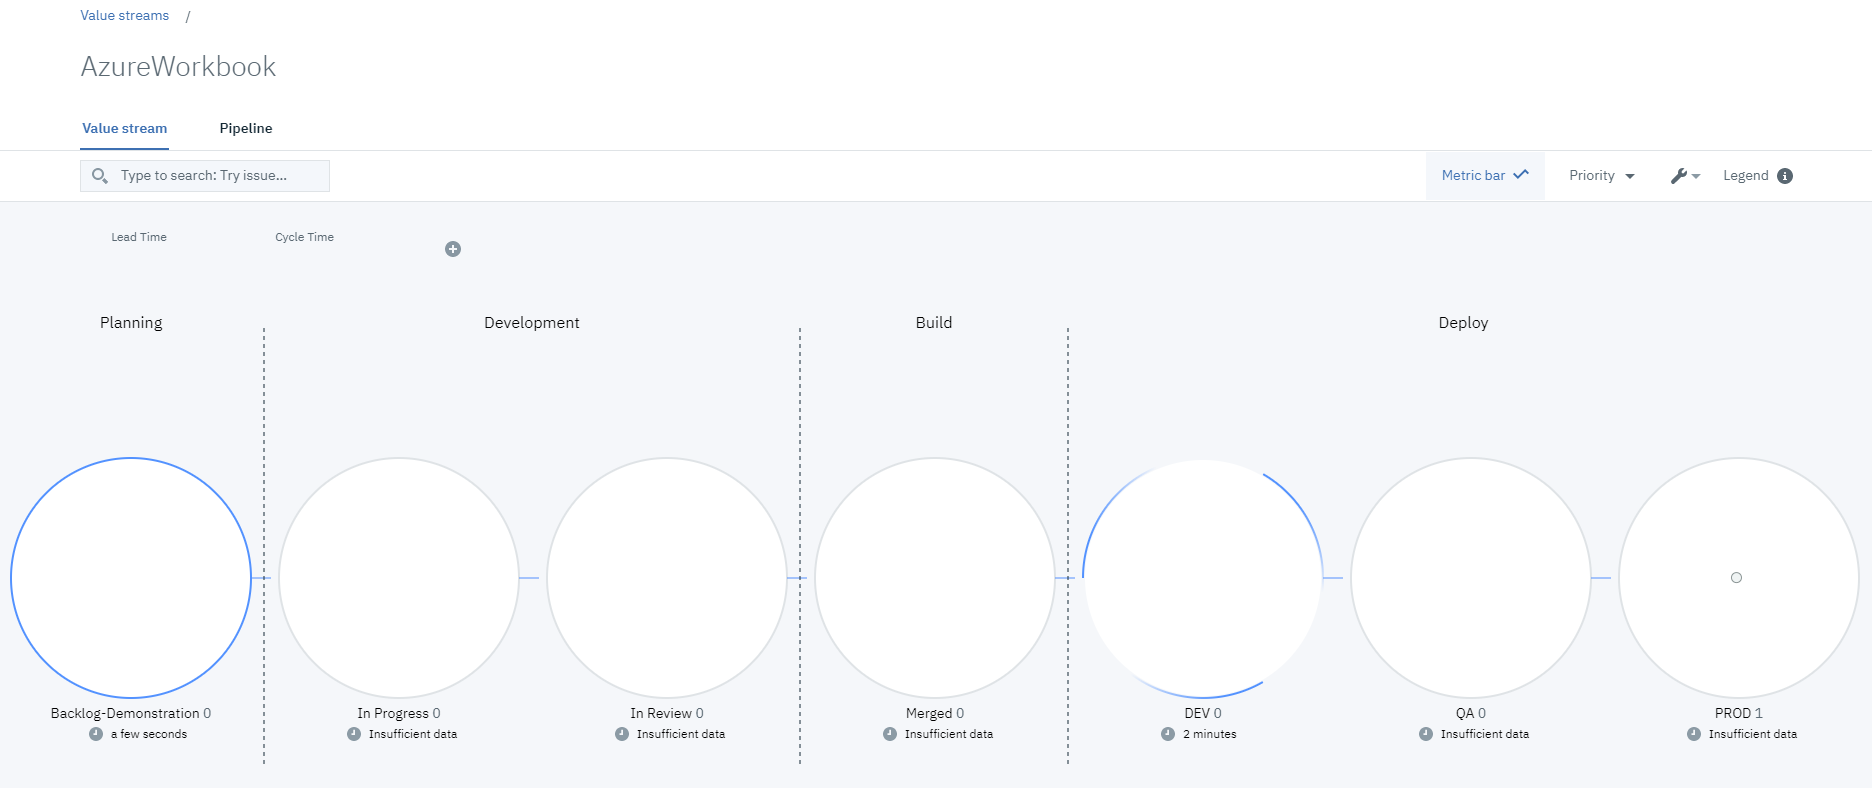 Value streams /
AzureWorkbook
Value stream Pipeline
Type to search: Try issue... Metric bar Priority Legend
Lead Time Cycle Time
Planning Development Build Deploy
Backlog-Demonstration 0 In Progress 0 In Review 0 Merged 0 DEV 0 QA 0 PROD 1
a few seconds Insufficient data Insufficient data Insufficient data 2 minutes Insufficient data Insufficient data